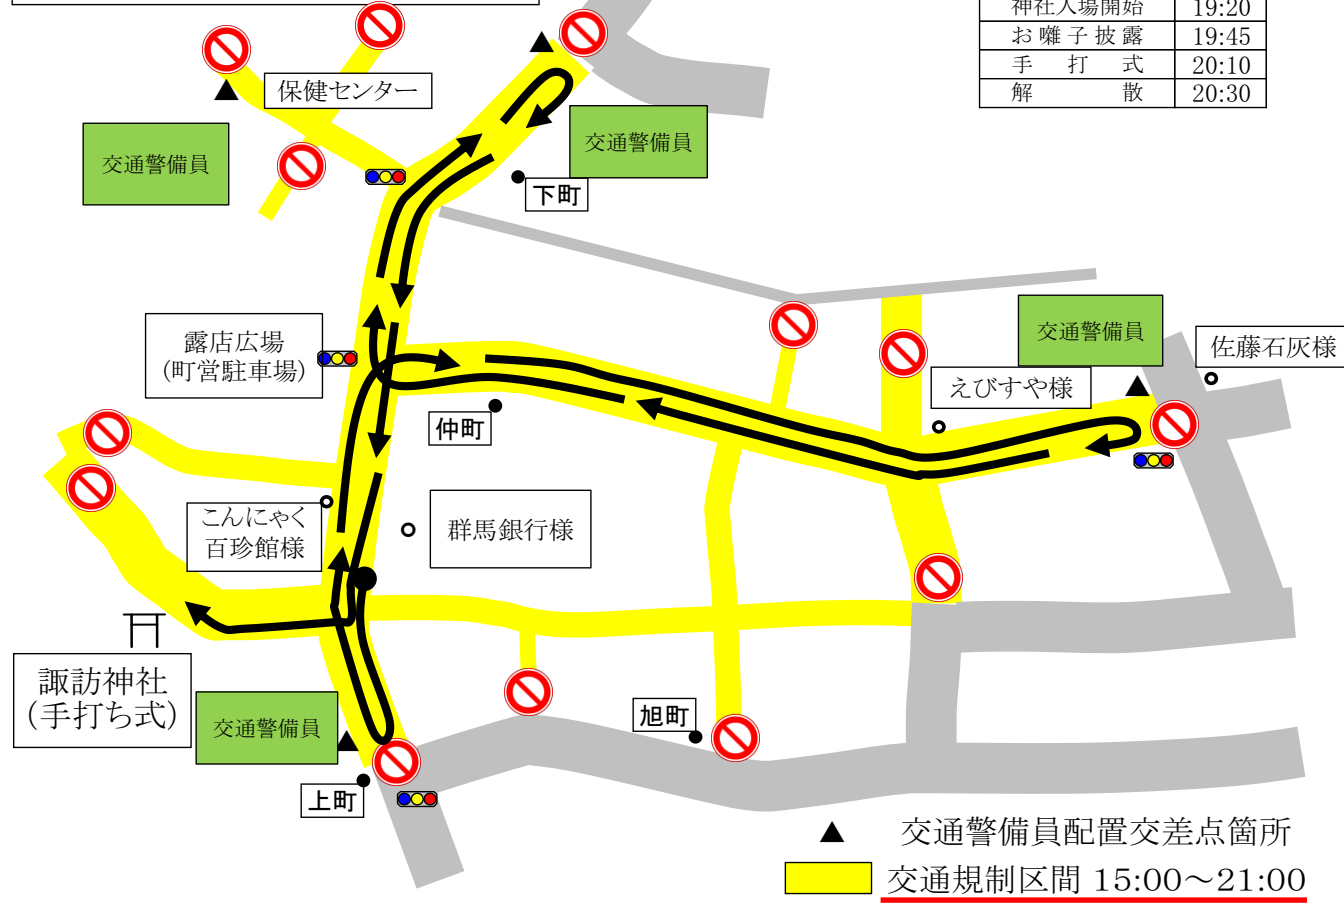 神社入場開始 19:20
お囃子披露 19:45
手打式 20:10
解散 20:30
保健センター
交通警備員
交通警備員
下町
露店広場
(町営駐車場)
交通警備員
佐藤石灰様
えびすや様
仲町
こんにゃく
百珍館様
群馬銀行様
諏訪神社
(手打ち式)
交通警備員
旭町
上町
交通警備員配置交差点箇所
交通規制区間 15:00～21:00